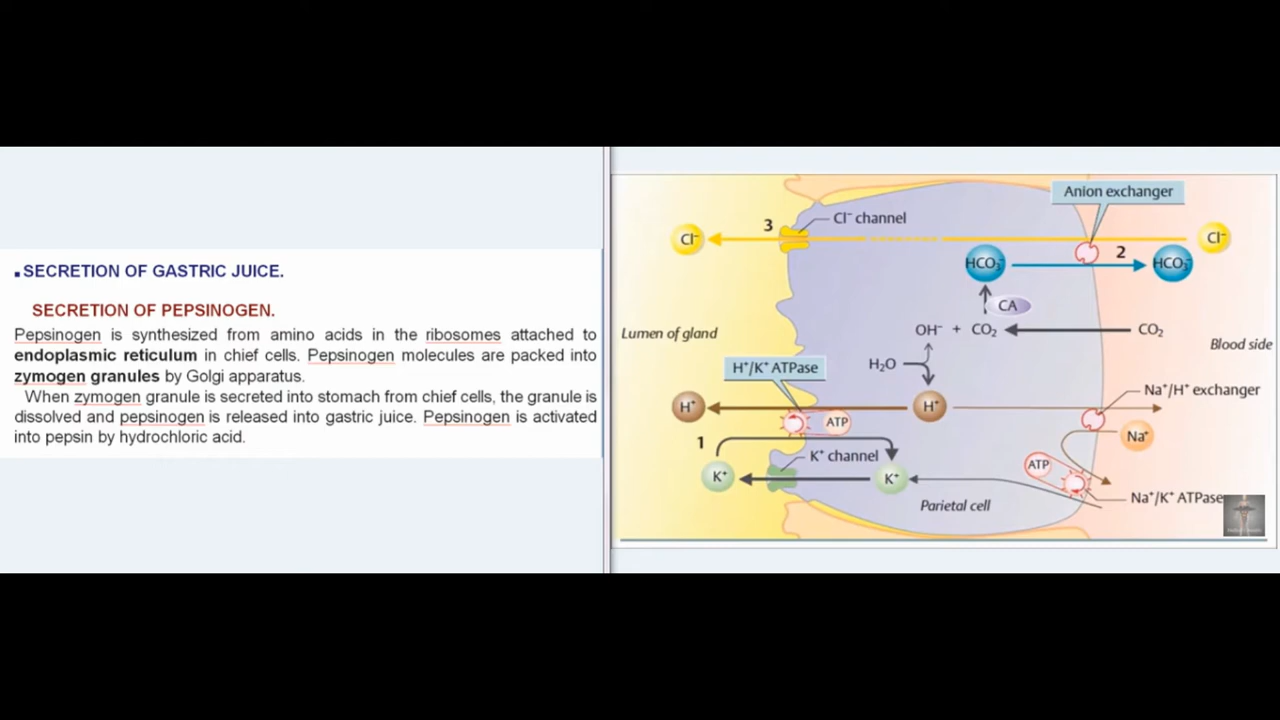 SECRETION OF GASTRIC JUICE.
SECRETION OF PEPSINOGEN.
Pepsinogen is synthesized from amino acids in the ribosomes attached to
endoplasmic reticulum in chief cells. Pepsinogen molecules are packed into
zymogen granules by Golgi apparatus.
When zymogen granule is secreted into stomach from chief cells, the granule is
dissolved and pepsinogen is released into gastric juice. Pepsinogen is activated
into pepsin by hydrochloric acid.
Anion exchanger
3 Cl⁻ channel
Cl⁻ Cl⁻
HCO₃⁻ 2 HCO₃⁻
CA
Lumen of gland OH⁻ + CO₂ CO₂
Blood side
H₂O
H⁺/K⁺ ATPase
Na⁺/H⁺ exchanger
H⁺ H⁺
ATP
Na⁺
1
K⁺ channel
ATP
K⁺ K⁺
Na⁺/K⁺ ATPase
Parietal cell